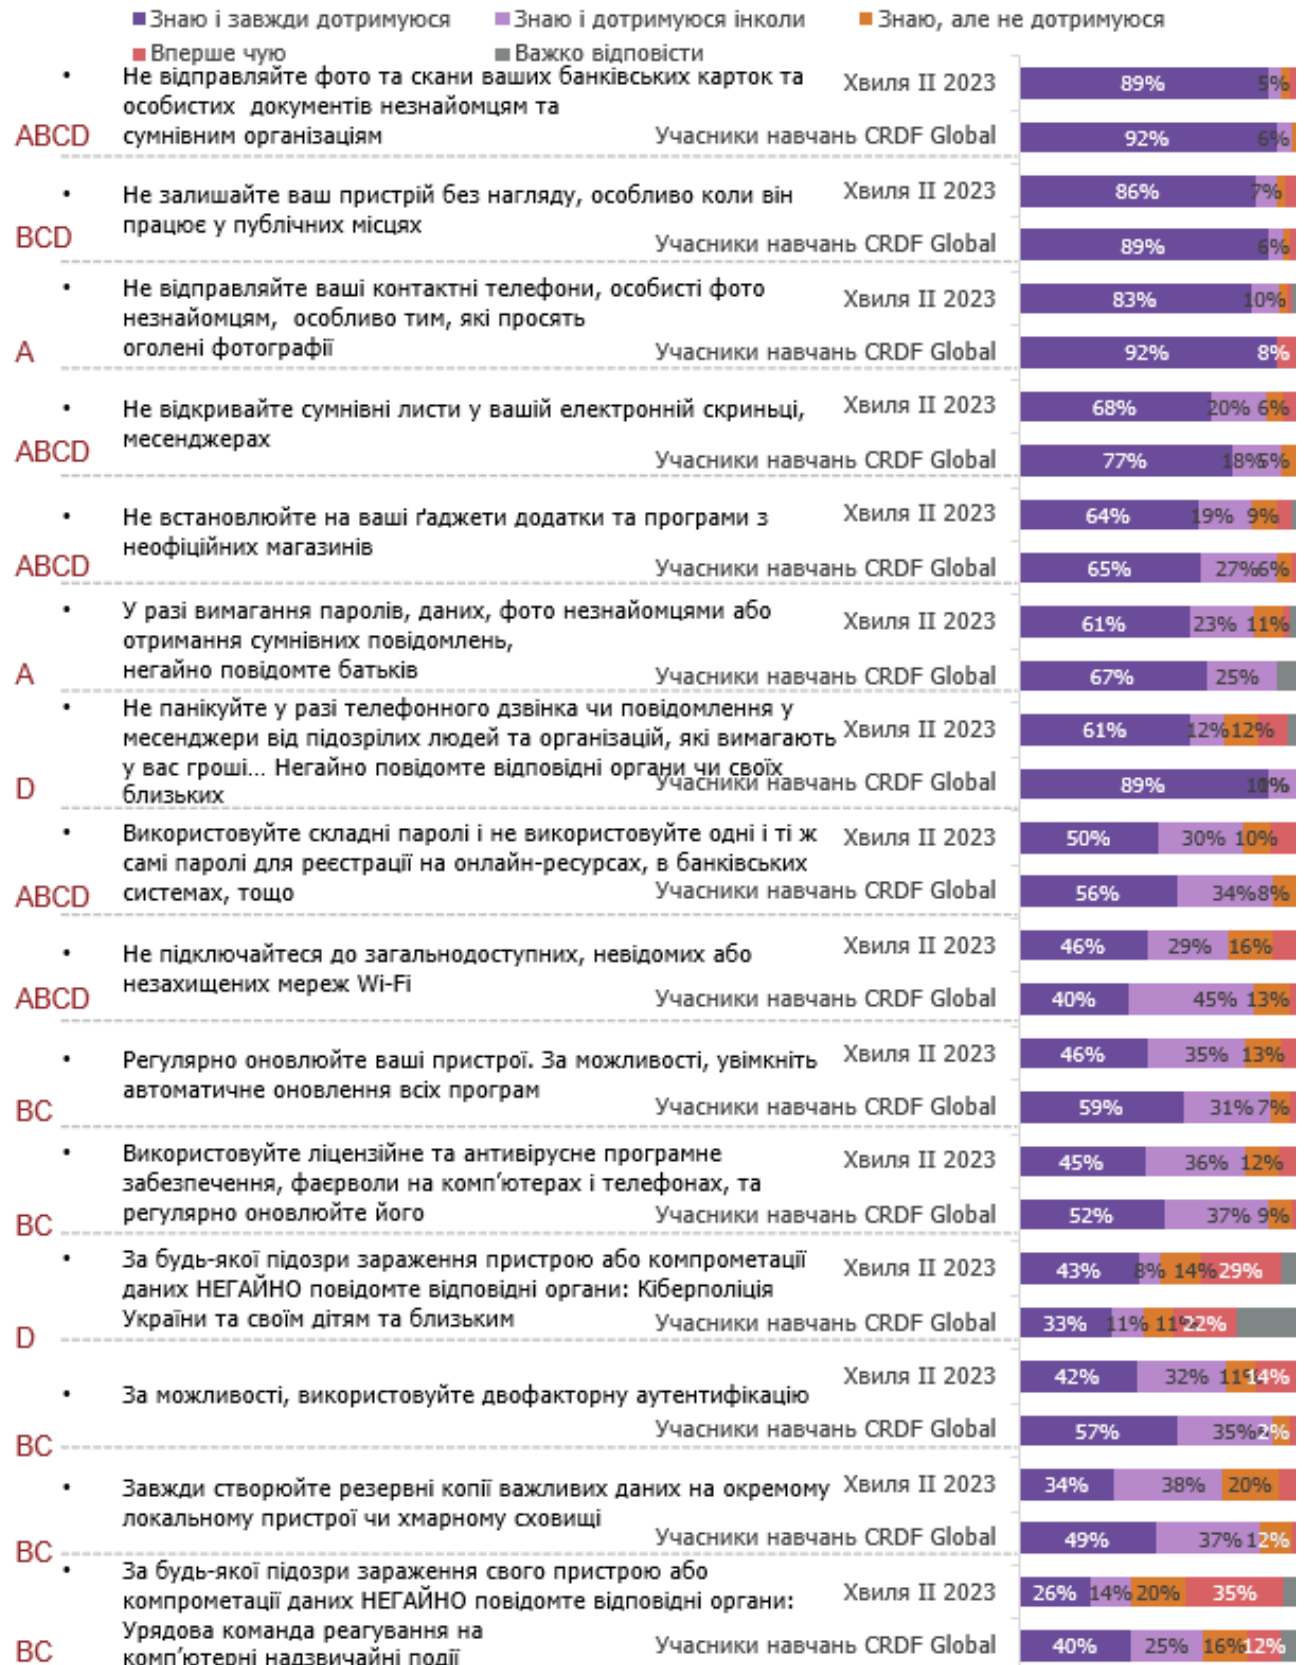 Знаю і завжди дотримуюся Знаю і дотримуюся інколи Знаю, але не дотримуюся
Вперше чую Важко відповісти
• Не відправляйте фото та скани ваших банківських карток та
особистих документів незнайомцям та
сумнівним організаціям
ABCD
Хвиля II 2023 89% 5%
Учасники навчань CRDF Global 92% 6%
• Не залишайте ваш пристрій без нагляду, особливо коли він
працює у публічних місцях
BCD
Хвиля II 2023 86% 7%
Учасники навчань CRDF Global 89% 6%
• Не відправляйте ваші контактні телефони, особисті фото
незнайомцям, особливо тим, які просять
оголені фотографії
A
Хвиля II 2023 83% 10%
Учасники навчань CRDF Global 92% 8%
• Не відкривайте сумнівні листи у вашій електронній скриньці,
месенджерах
ABCD
Хвиля II 2023 68% 20% 6%
Учасники навчань CRDF Global 77% 18% 5%
• Не встановлюйте на ваші ґаджети додатки та програми з
неофіційних магазинів
ABCD
Хвиля II 2023 64% 19% 9%
Учасники навчань CRDF Global 65% 27% 6%
• У разі вимагання паролів, даних, фото незнайомцями або
отримання сумнівних повідомлень,
негайно повідомте батьків
A
Хвиля II 2023 61% 23% 11%
Учасники навчань CRDF Global 67% 25%
• Не панікуйте у разі телефонного дзвінка чи повідомлення у
месенджери від підозрілих людей та організацій, які вимагають
у вас гроші... Негайно повідомте відповідні органи чи своїх
близьких
D
Хвиля II 2023 61% 12% 12%
Учасники навчань CRDF Global 89%
• Використовуйте складні паролі і не використовуйте одні і ті ж
самі паролі для реєстрації на онлайн-ресурсах, в банківських
системах, тощо
ABCD
Хвиля II 2023 50% 30% 10%
Учасники навчань CRDF Global 56% 34% 8%
• Не підключайтеся до загальнодоступних, невідомих або
незахищених мереж Wi-Fi
ABCD
Хвиля II 2023 46% 29% 16%
Учасники навчань CRDF Global 40% 45% 13%
• Регулярно оновлюйте ваші пристрої. За можливості, увімкніть
автоматичне оновлення всіх програм
BC
Хвиля II 2023 46% 35% 13%
Учасники навчань CRDF Global 59% 31% 7%
• Використовуйте ліцензійне та антивірусне програмне
забезпечення, фаєрволи на комп'ютерах і телефонах, та
регулярно оновлюйте його
BC
Хвиля II 2023 45% 36% 12%
Учасники навчань CRDF Global 52% 37% 9%
• За будь-якої підозри зараження пристрою або компрометації
даних НЕГАЙНО повідомте відповідні органи: Кіберполіція
України та своїм дітям та близьким
D
Хвиля II 2023 43% 8% 14% 29%
Учасники навчань CRDF Global 33% 11% 11% 22%
• За можливості, використовуйте двофакторну аутентифікацію
BC
Хвиля II 2023 42% 32% 11% 14%
Учасники навчань CRDF Global 57% 35% 2%
• Завжди створюйте резервні копії важливих даних на окремому
локальному пристрої чи хмарному сховищі
BC
Хвиля II 2023 34% 38% 20%
Учасники навчань CRDF Global 49% 37% 12%
• За будь-якої підозри зараження свого пристрою або
компрометації даних НЕГАЙНО повідомте відповідні органи:
Урядова команда реагування на
комп'ютерні надзвичайні події
BC
Хвиля II 2023 26% 14% 20% 35%
Учасники навчань CRDF Global 40% 25% 16% 12%